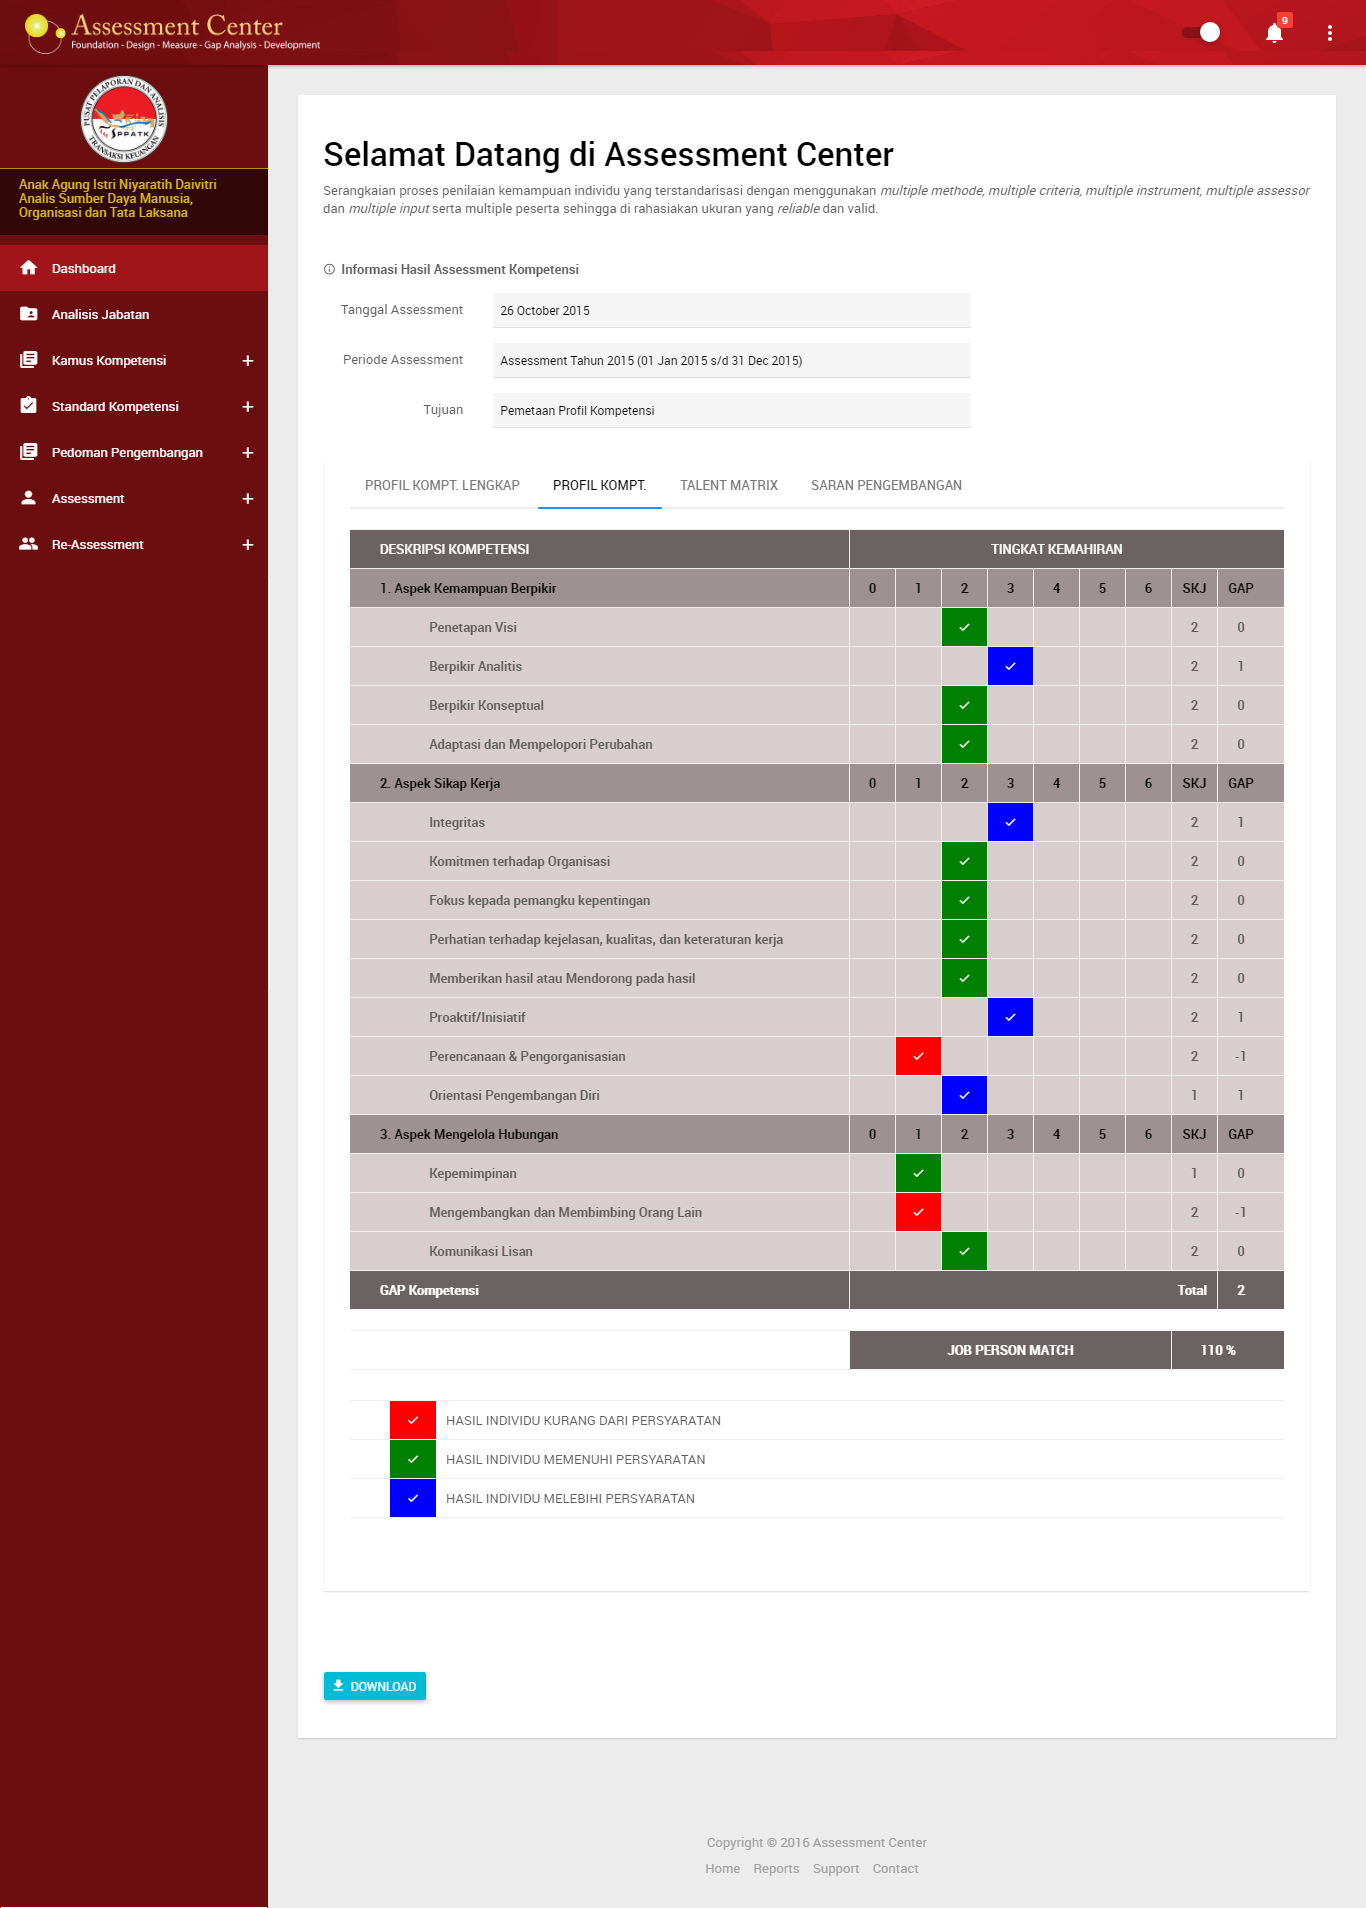 Assessment Center
Foundation - Design - Measure - Gap Analysis - Development
9
PUSAT PELAPORAN DAN ANALISIS
TRANSAKSI KEUANGAN
PPATK
Anak Agung Istri Niyaratih Daivitri
Analis Sumber Daya Manusia,
Organisasi dan Tata Laksana
Dashboard
Analisis Jabatan
Kamus Kompetensi +
Standard Kompetensi +
Pedoman Pengembangan +
Assessment +
Re-Assessment +
Selamat Datang di Assessment Center
Serangkaian proses penilaian kemampuan individu yang terstandarisasi dengan menggunakan multiple methode, multiple criteria, multiple instrument, multiple assessor
dan multiple input serta multiple peserta sehingga di rahasiakan ukuran yang reliable dan valid.
Informasi Hasil Assessment Kompetensi
Tanggal Assessment 26 October 2015
Periode Assessment Assessment Tahun 2015 (01 Jan 2015 s/d 31 Dec 2015)
Tujuan Pemetaan Profil Kompetensi
PROFIL KOMPT. LENGKAP PROFIL KOMPT. TALENT MATRIX SARAN PENGEMBANGAN
DESKRIPSI KOMPETENSI TINGKAT KEMAHIRAN
1. Aspek Kemampuan Berpikir 0 1 2 3 4 5 6 SKJ GAP
Penetapan Visi 2 0
Berpikir Analitis 2 1
Berpikir Konseptual 2 0
Adaptasi dan Mempelopori Perubahan 2 0
2. Aspek Sikap Kerja 0 1 2 3 4 5 6 SKJ GAP
Integritas 2 1
Komitmen terhadap Organisasi 2 0
Fokus kepada pemangku kepentingan 2 0
Perhatian terhadap kejelasan, kualitas, dan keteraturan kerja 2 0
Memberikan hasil atau Mendorong pada hasil 2 0
Proaktif/Inisiatif 2 1
Perencanaan & Pengorganisasian 2 -1
Orientasi Pengembangan Diri 1 1
3. Aspek Mengelola Hubungan 0 1 2 3 4 5 6 SKJ GAP
Kepemimpinan 1 0
Mengembangkan dan Membimbing Orang Lain 2 -1
Komunikasi Lisan 2 0
GAP Kompetensi Total 2
JOB PERSON MATCH 110 %
HASIL INDIVIDU KURANG DARI PERSYARATAN
HASIL INDIVIDU MEMENUHI PERSYARATAN
HASIL INDIVIDU MELEBIHI PERSYARATAN
DOWNLOAD
Copyright © 2016 Assessment Center
Home Reports Support Contact